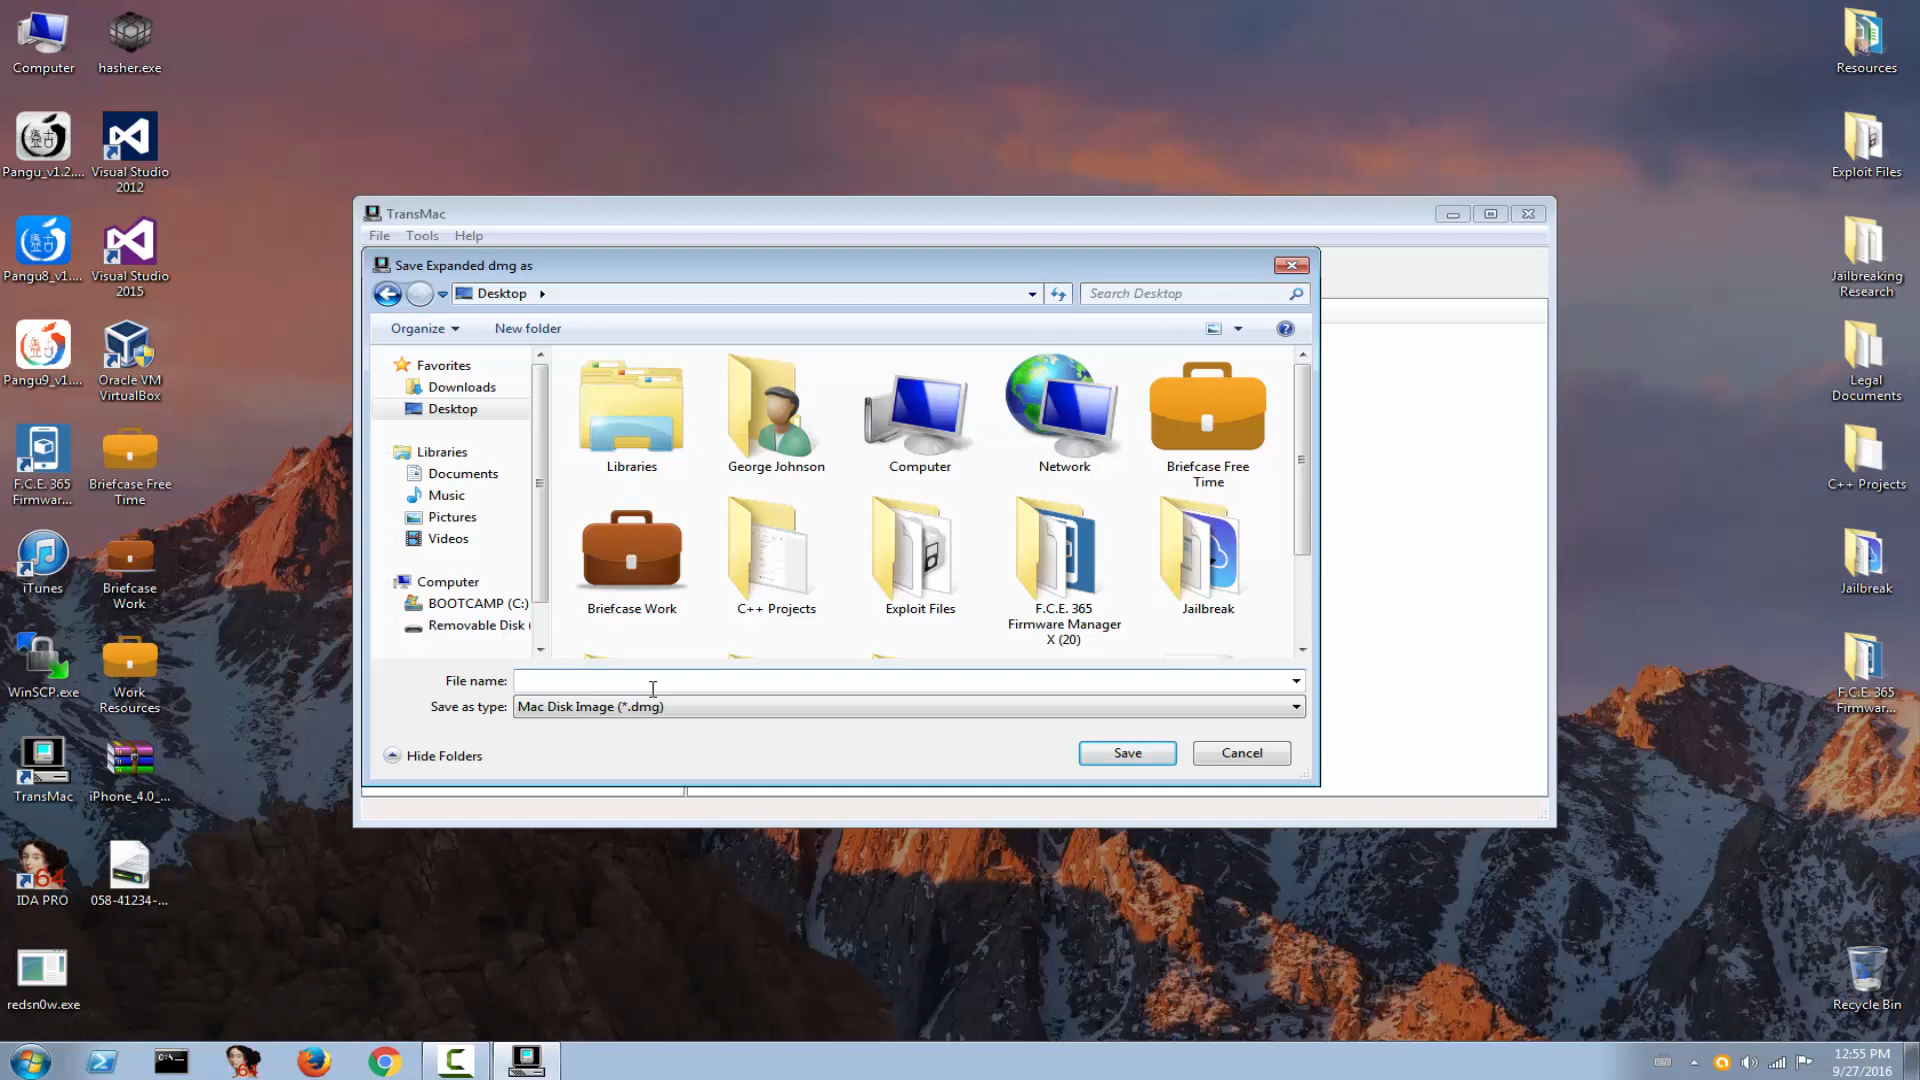 Computer
hasher.exe
Pangu_v1.2....
Visual Studio
2012
Pangu8_v1....
Visual Studio
2015
Pangu9_v1....
Oracle VM
VirtualBox
F.C.E. 365
Firmwar...
Briefcase Free
Time
iTunes
Briefcase
Work
WinSCP.exe
Work
Resources
TransMac
iPhone_4.0_...
64
IDA PRO
058-41234-...
redsn0w.exe
TransMac
File Tools Help
Save Expanded dmg as
Desktop
Search Desktop
Organize
New folder
Favorites
Downloads
Desktop
Libraries
Documents
Music
Pictures
Videos
Computer
BOOTCAMP (C:)
Removable Disk (
Libraries
George Johnson
Computer
Network
Briefcase Free
Time
Briefcase Work
C++ Projects
Exploit Files
F.C.E. 365
Firmware Manager
X (20)
Jailbreak
File name:
Save as type: Mac Disk Image (*.dmg)
Hide Folders
Save
Cancel
Resources
Exploit Files
Jailbreaking
Research
Legal
Documents
C++ Projects
Jailbreak
F.C.E. 365
Firmwar...
Recycle Bin
C:\_
64
12:55 PM
9/27/2016